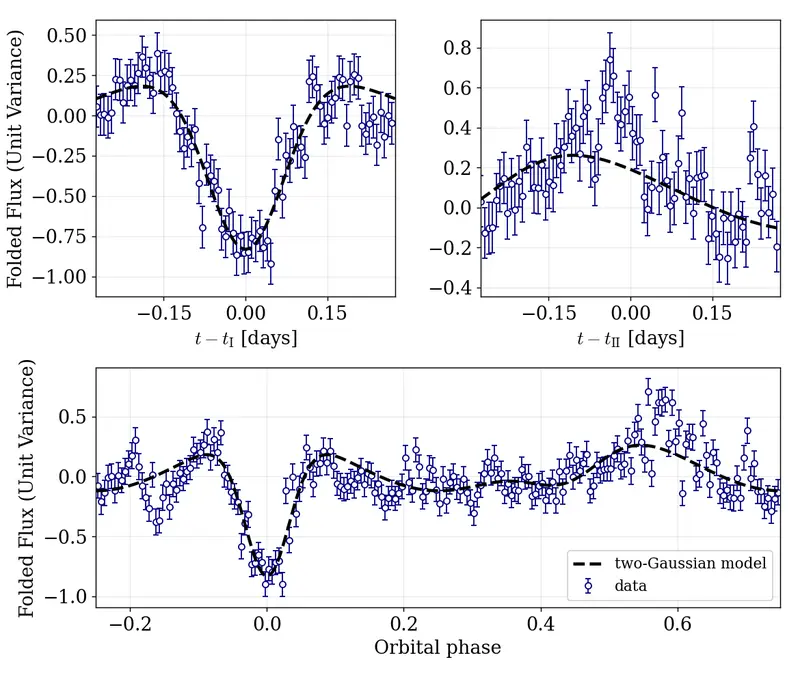 Folded Flux (Unit Variance)
0.50
0.25
0.00
−0.25
−0.50
−0.75
−1.00
−0.15 0.00 0.15
t − t_I [days]
0.8
0.6
0.4
0.2
0.0
−0.2
−0.4
−0.15 0.00 0.15
t − t_II [days]
Folded Flux (Unit Variance)
0.5
0.0
−0.5
−1.0
−0.2 0.0 0.2 0.4 0.6
Orbital phase
two-Gaussian model
data